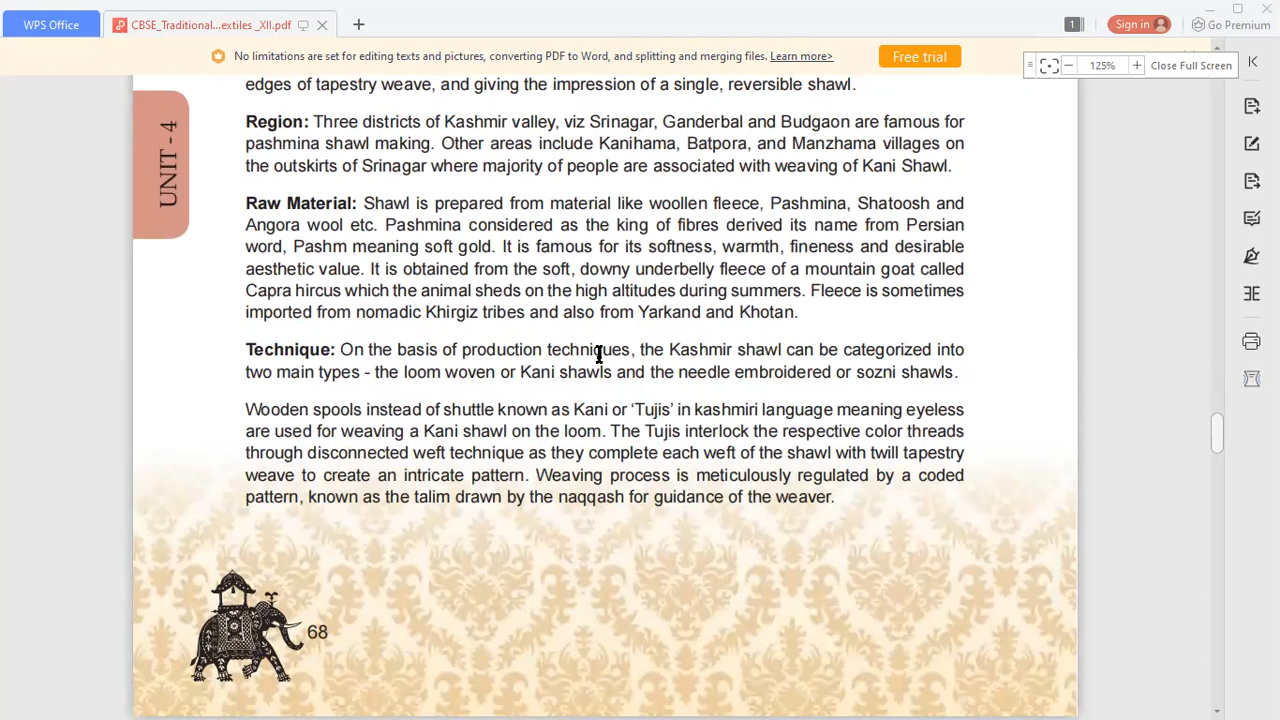 WPS Office
CBSE_Traditional...extiles _XII.pdf
1
Sign in
Go Premium
No limitations are set for editing texts and pictures, converting PDF to Word, and splitting and merging files. Learn more>
Free trial
125%
Close Full Screen
edges of tapestry weave, and giving the impression of a single, reversible shawl.
UNIT - 4
Region: Three districts of Kashmir valley, viz Srinagar, Ganderbal and Budgaon are famous for
pashmina shawl making. Other areas include Kanihama, Batpora, and Manzhama villages on
the outskirts of Srinagar where majority of people are associated with weaving of Kani Shawl.
Raw Material: Shawl is prepared from material like woollen fleece, Pashmina, Shatoosh and
Angora wool etc. Pashmina considered as the king of fibres derived its name from Persian
word, Pashm meaning soft gold. It is famous for its softness, warmth, fineness and desirable
aesthetic value. It is obtained from the soft, downy underbelly fleece of a mountain goat called
Capra hircus which the animal sheds on the high altitudes during summers. Fleece is sometimes
imported from nomadic Khirgiz tribes and also from Yarkand and Khotan.
Technique: On the basis of production techniques, the Kashmir shawl can be categorized into
two main types - the loom woven or Kani shawls and the needle embroidered or sozni shawls.
Wooden spools instead of shuttle known as Kani or ‘Tujis’ in kashmiri language meaning eyeless
are used for weaving a Kani shawl on the loom. The Tujis interlock the respective color threads
through disconnected weft technique as they complete each weft of the shawl with twill tapestry
weave to create an intricate pattern. Weaving process is meticulously regulated by a coded
pattern, known as the talim drawn by the naqqash for guidance of the weaver.
68